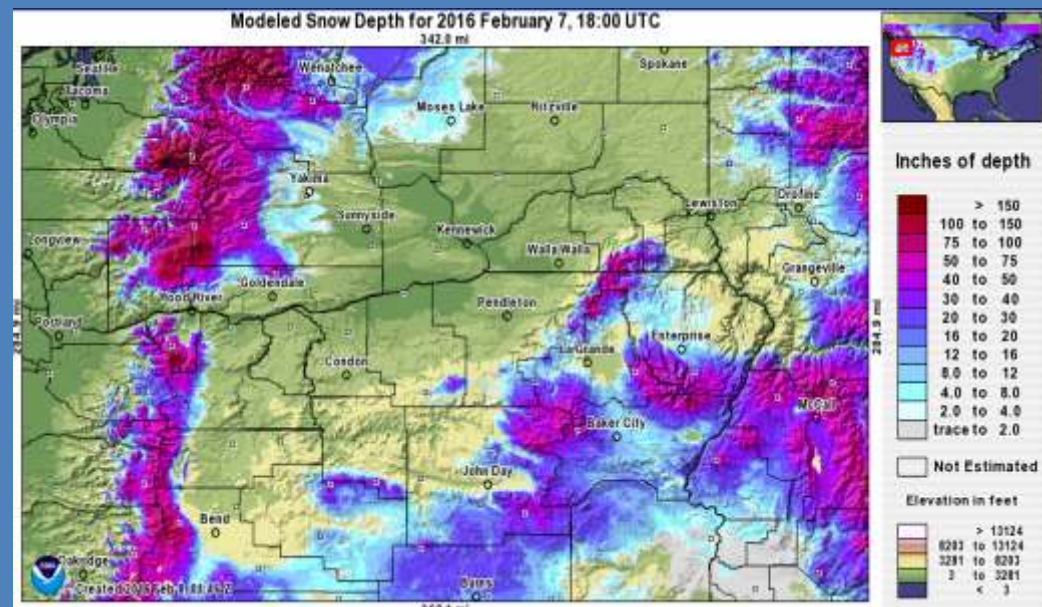 Modeled Snow Depth for 2016 February 7, 18:00 UTC
342.0 mi
Seattle
Wenatchee
Spokane
Tacoma
Moses Lake
Ritzville
Olympia
Yakima
Orofino
Sunnyside
Lewiston
Longview
Kennewick
Walla Walla
Goldendale
Grangeville
Hood River
Pendleton
Portland
Enterprise
284.9 mi
284.9 mi
La Grande
Condon
McCall
Baker City
John Day
Bend
Oakridge
Burns
Inches of depth
> 150
100 to 150
75 to 100
50 to 75
40 to 50
30 to 40
20 to 30
16 to 20
12 to 16
8.0 to 12
4.0 to 8.0
2.0 to 4.0
trace to 2.0
Not Estimated
Elevation in feet
> 13124
8203 to 13124
3281 to 8203
3 to 3281
< 3